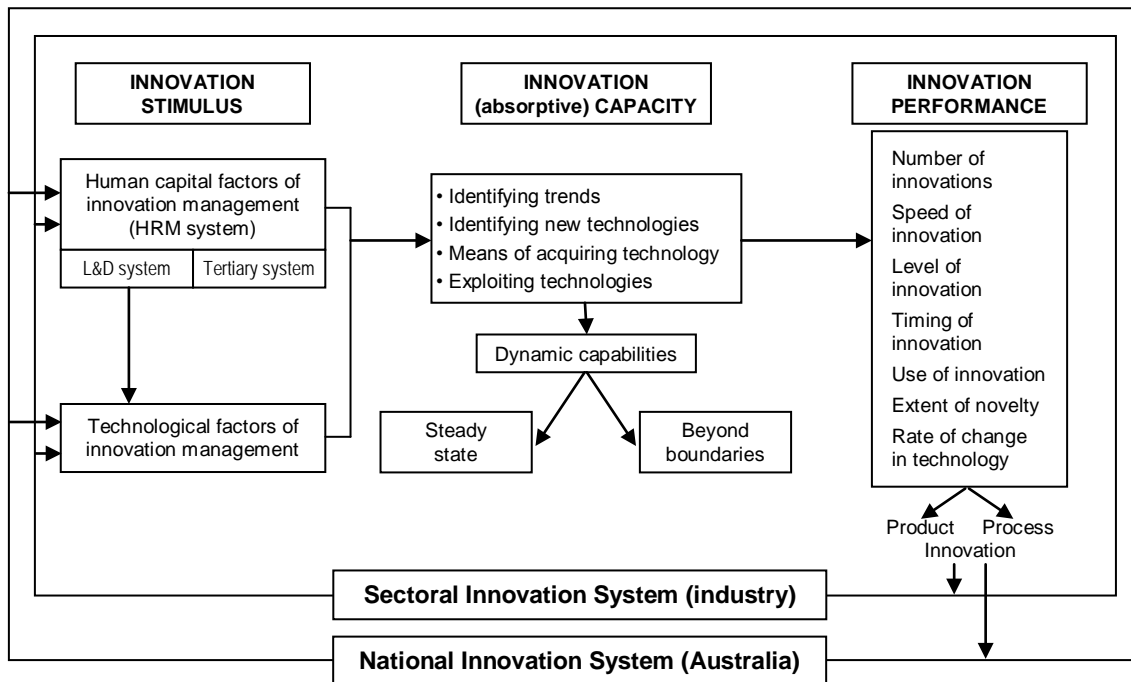 INNOVATION
STIMULUS
INNOVATION
(absorptive) CAPACITY
INNOVATION
PERFORMANCE
Human capital factors of
innovation management
(HRM system)
L&D system
Tertiary system
Technological factors of
innovation management
• Identifying trends
• Identifying new technologies
• Means of acquiring technology
• Exploiting technologies
Dynamic capabilities
Steady
state
Beyond
boundaries
Number of
innovations
Speed of
innovation
Level of
innovation
Timing of
innovation
Use of innovation
Extent of novelty
Rate of change
in technology
Product Process
Innovation
Sectoral Innovation System (industry)
National Innovation System (Australia)